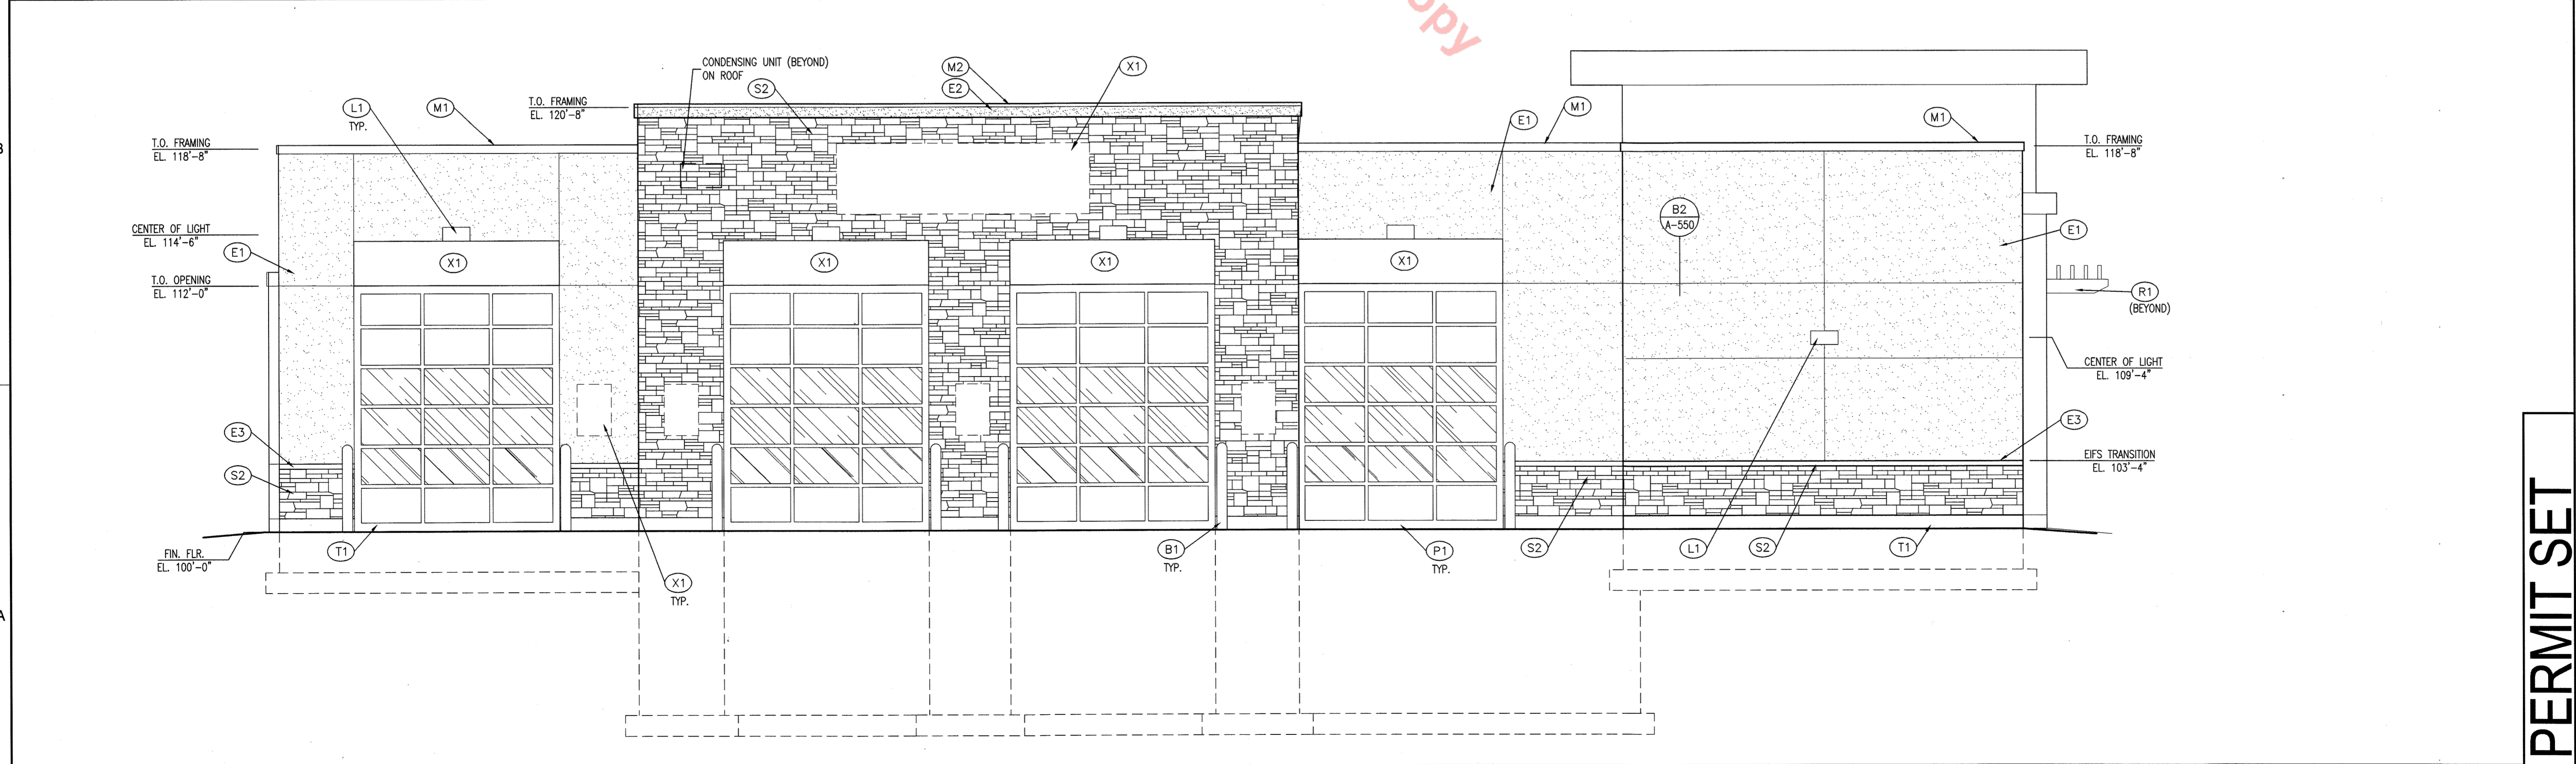 opy
CONDENSING UNIT (BEYOND)
ON ROOF
M2
X1
S2
E2
L1
TYP.
M1
T.O. FRAMING
EL. 120'-8"
M1
E1
M1
T.O. FRAMING
EL. 118'-8"
T.O. FRAMING
EL. 118'-8"
B
B2
A-550
CENTER OF LIGHT
EL. 114'-6"
E1
E1
X1
X1
X1
X1
T.O. OPENING
EL. 112'-0"
R1
(BEYOND)
CENTER OF LIGHT
EL. 109'-4"
E3
E3
EIFS TRANSITION
EL. 103'-4"
S2
FIN. FLR.
EL. 100'-0"
T1
X1
TYP.
B1
TYP.
P1
TYP.
S2
L1
S2
T1
A
PERMIT SET